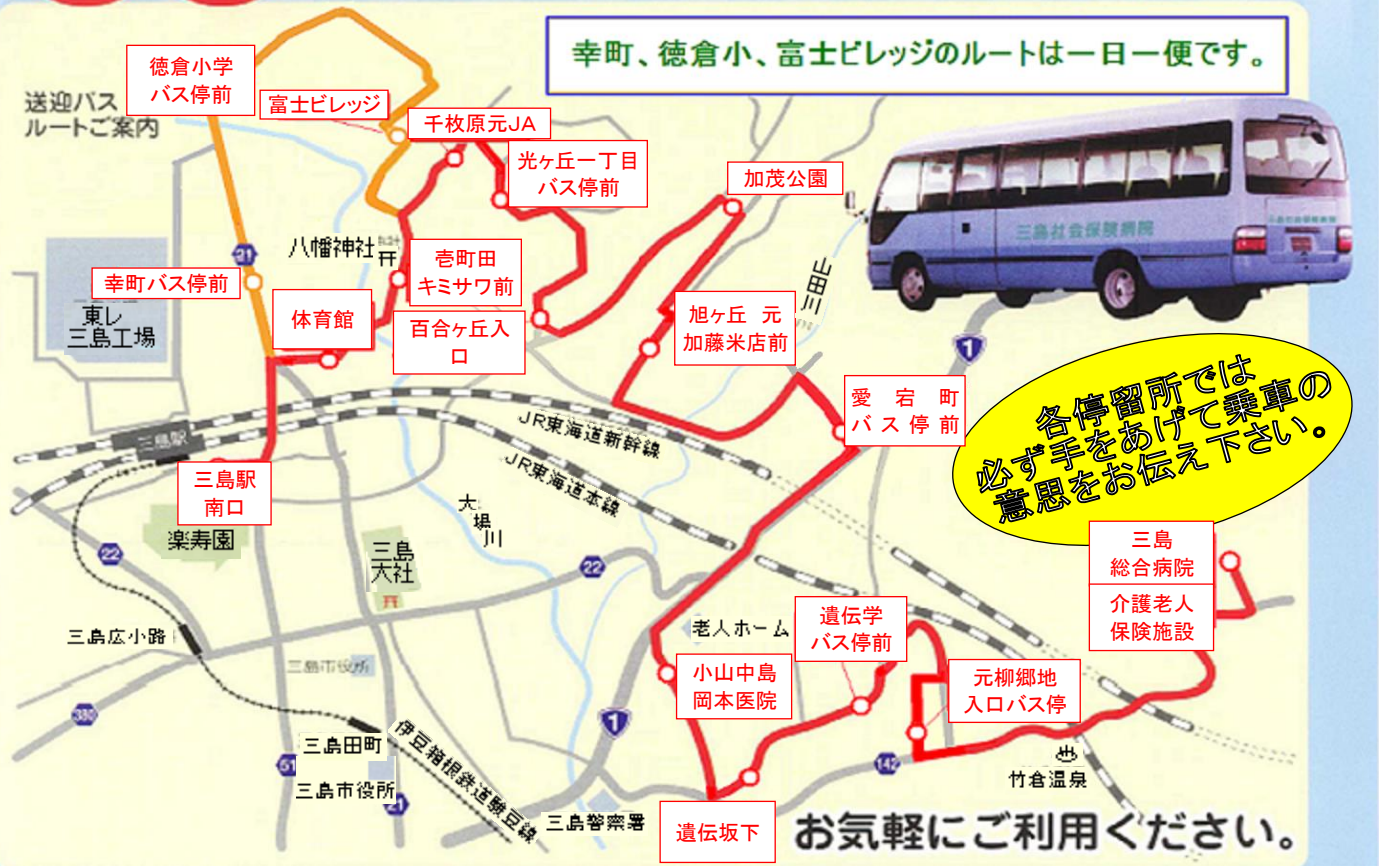 幸町、徳倉小、富士ビレッジのルートは一日一便です。
送迎バス
ルートご案内
徳倉小学
バス停前
富士ビレッジ
千枚原元JA
光ヶ丘一丁目
バス停前
加茂公園
三島社会保険病院
八幡神社
壱町田
キミサワ前
幸町バス停前
21
体育館
百合ヶ丘入
口
旭ヶ丘 元
加藤米店前
東レ
三島工場
1
愛宕町
バス停前
各停留所では
必ず手をあげて乗車の
意思をお伝え下さい。
三島駅
JR東海道新幹線
JR東海道本線
三島駅
南口
楽寿園
大場川
三島
大社
22
22
三島
総合病院
介護老人
保険施設
三島広小路
三島市役所
老人ホーム
遺伝学
バス停前
小山中島
岡本医院
元柳郷地
入口バス停
380
1
三島田町
51
三島市役所
21
伊豆箱根鉄道駿豆線
142
竹倉温泉
三島警察署
遺伝坂下
お気軽にご利用ください。